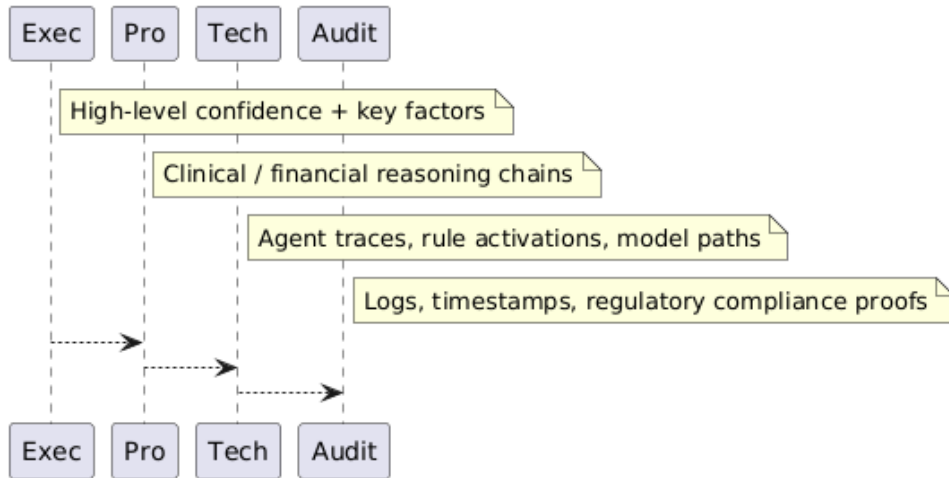 Exec Pro Tech Audit
High-level confidence + key factors
Clinical / financial reasoning chains
Agent traces, rule activations, model paths
Logs, timestamps, regulatory compliance proofs
Exec Pro Tech Audit